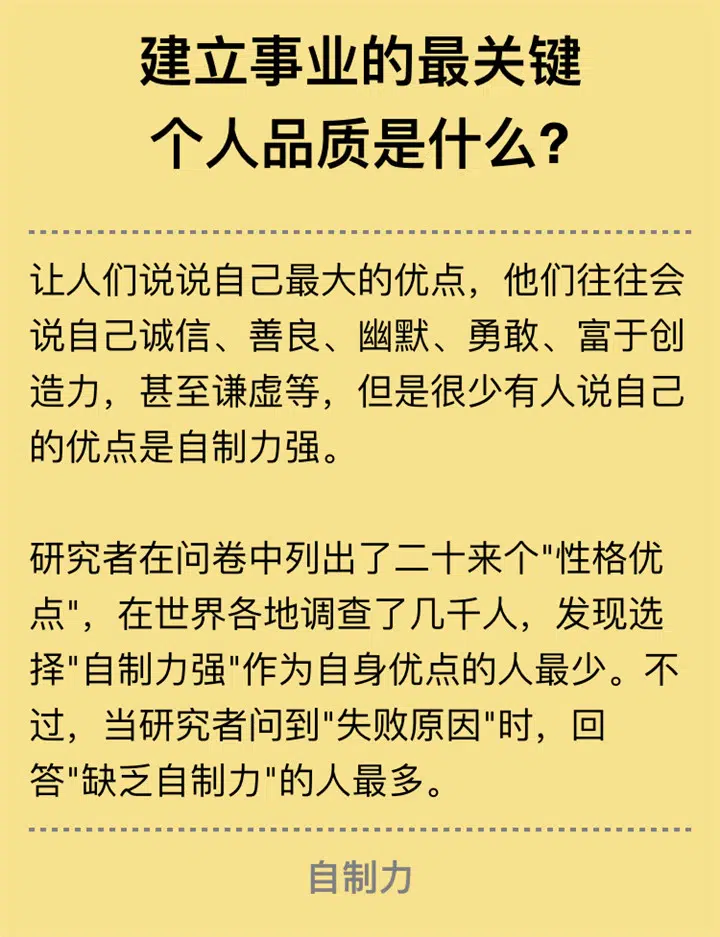 建立事业的最关键
个人品质是什么?
让人们说说自己最大的优点，他们往往会
说自己诚信、善良、幽默、勇敢、富于创
造力，甚至谦虚等，但是很少有人说自己
的优点是自制力强。
研究者在问卷中列出了二十来个"性格优
点"，在世界各地调查了几千人，发现选
择"自制力强"作为自身优点的人最少。不
过，当研究者问到"失败原因"时，回
答"缺乏自制力"的人最多。
自制力